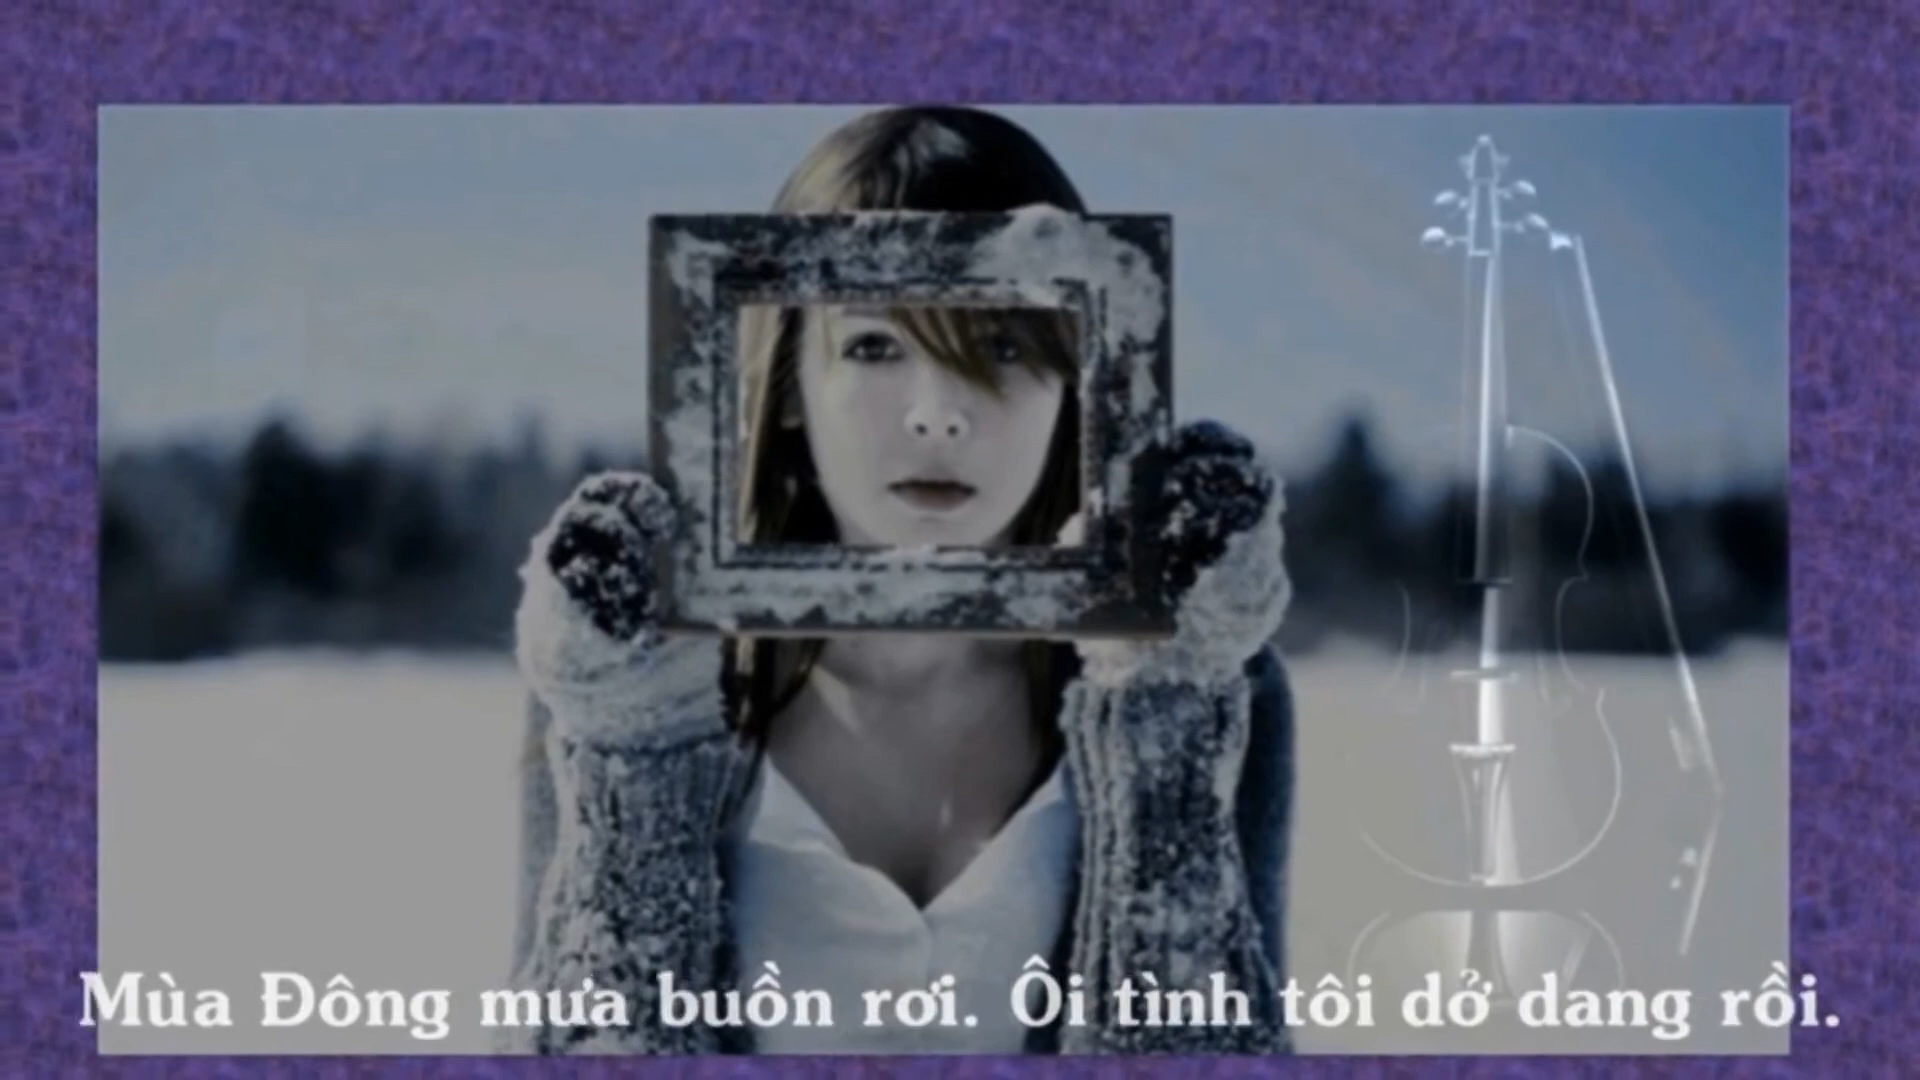 Mùa Đông mưa buồn rơi. Ôi tình tôi dở dang rồi.